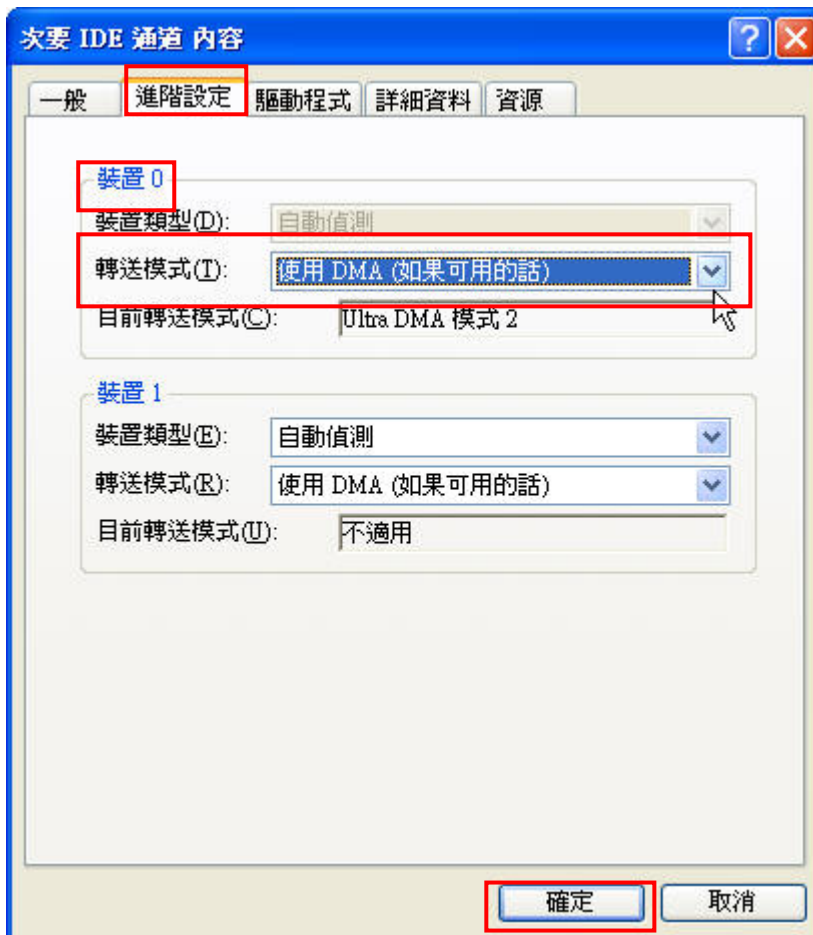 次要 IDE 通道 內容
一般 進階設定 驅動程式 詳細資料 資源
裝置 0
裝置類型(D): 自動偵測
轉送模式(T): 使用 DMA (如果可用的話)
目前轉送模式(C): Ultra DMA 模式 2
裝置 1
裝置類型(E): 自動偵測
轉送模式(R): 使用 DMA (如果可用的話)
目前轉送模式(U): 不適用
確定 取消